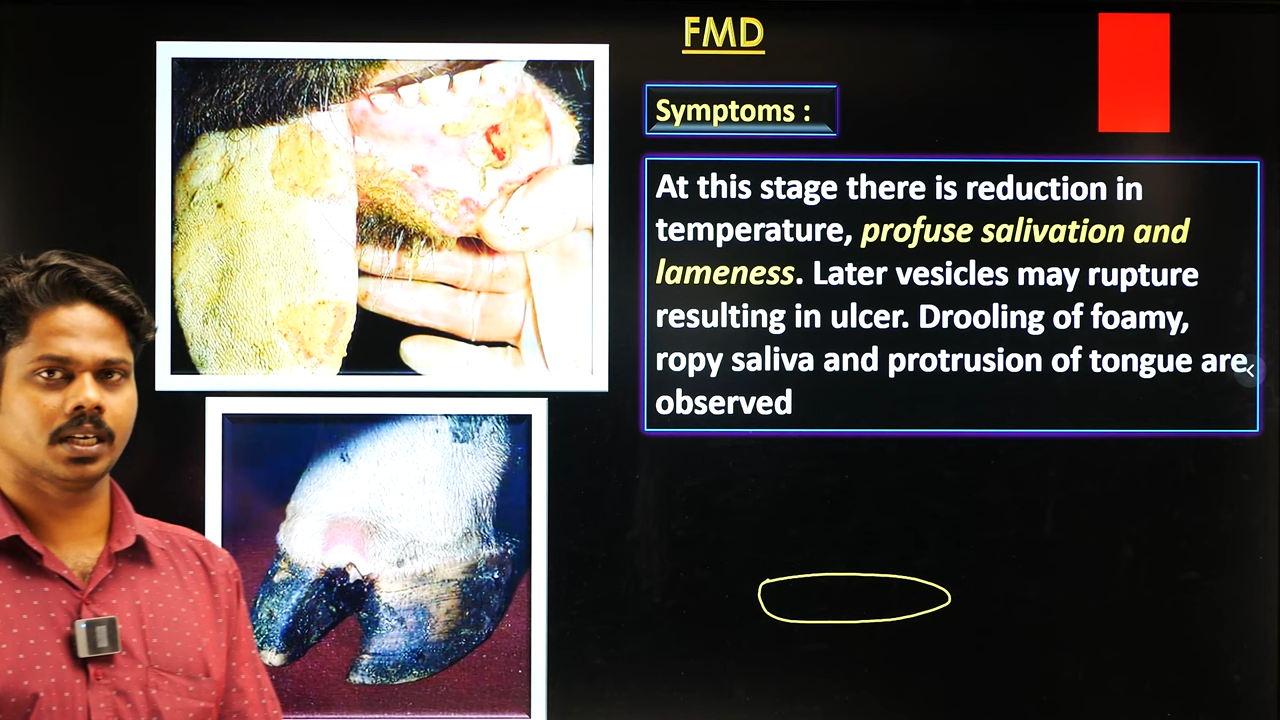 FMD
Symptoms :
At this stage there is reduction in
temperature, profuse salivation and
lameness. Later vesicles may rupture
resulting in ulcer. Drooling of foamy,
ropy saliva and protrusion of tongue are
observed